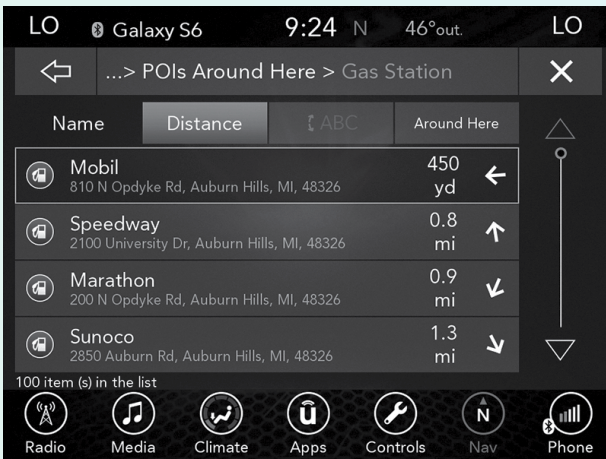 LO Galaxy S6 9:24 N 46°out. LO
...> POIs Around Here > Gas Station
Name Distance ABC Around Here
Mobil 450 yd
810 N Opdyke Rd, Auburn Hills, MI, 48326
Speedway 0.8 mi
2100 University Dr, Auburn Hills, MI, 48326
Marathon 0.9 mi
200 N Opdyke Rd, Auburn Hills, MI, 48326
Sunoco 1.3 mi
2850 Auburn Rd, Auburn Hills, MI, 48326
100 item (s) in the list
ū N
Radio Media Climate Apps Controls Nav Phone